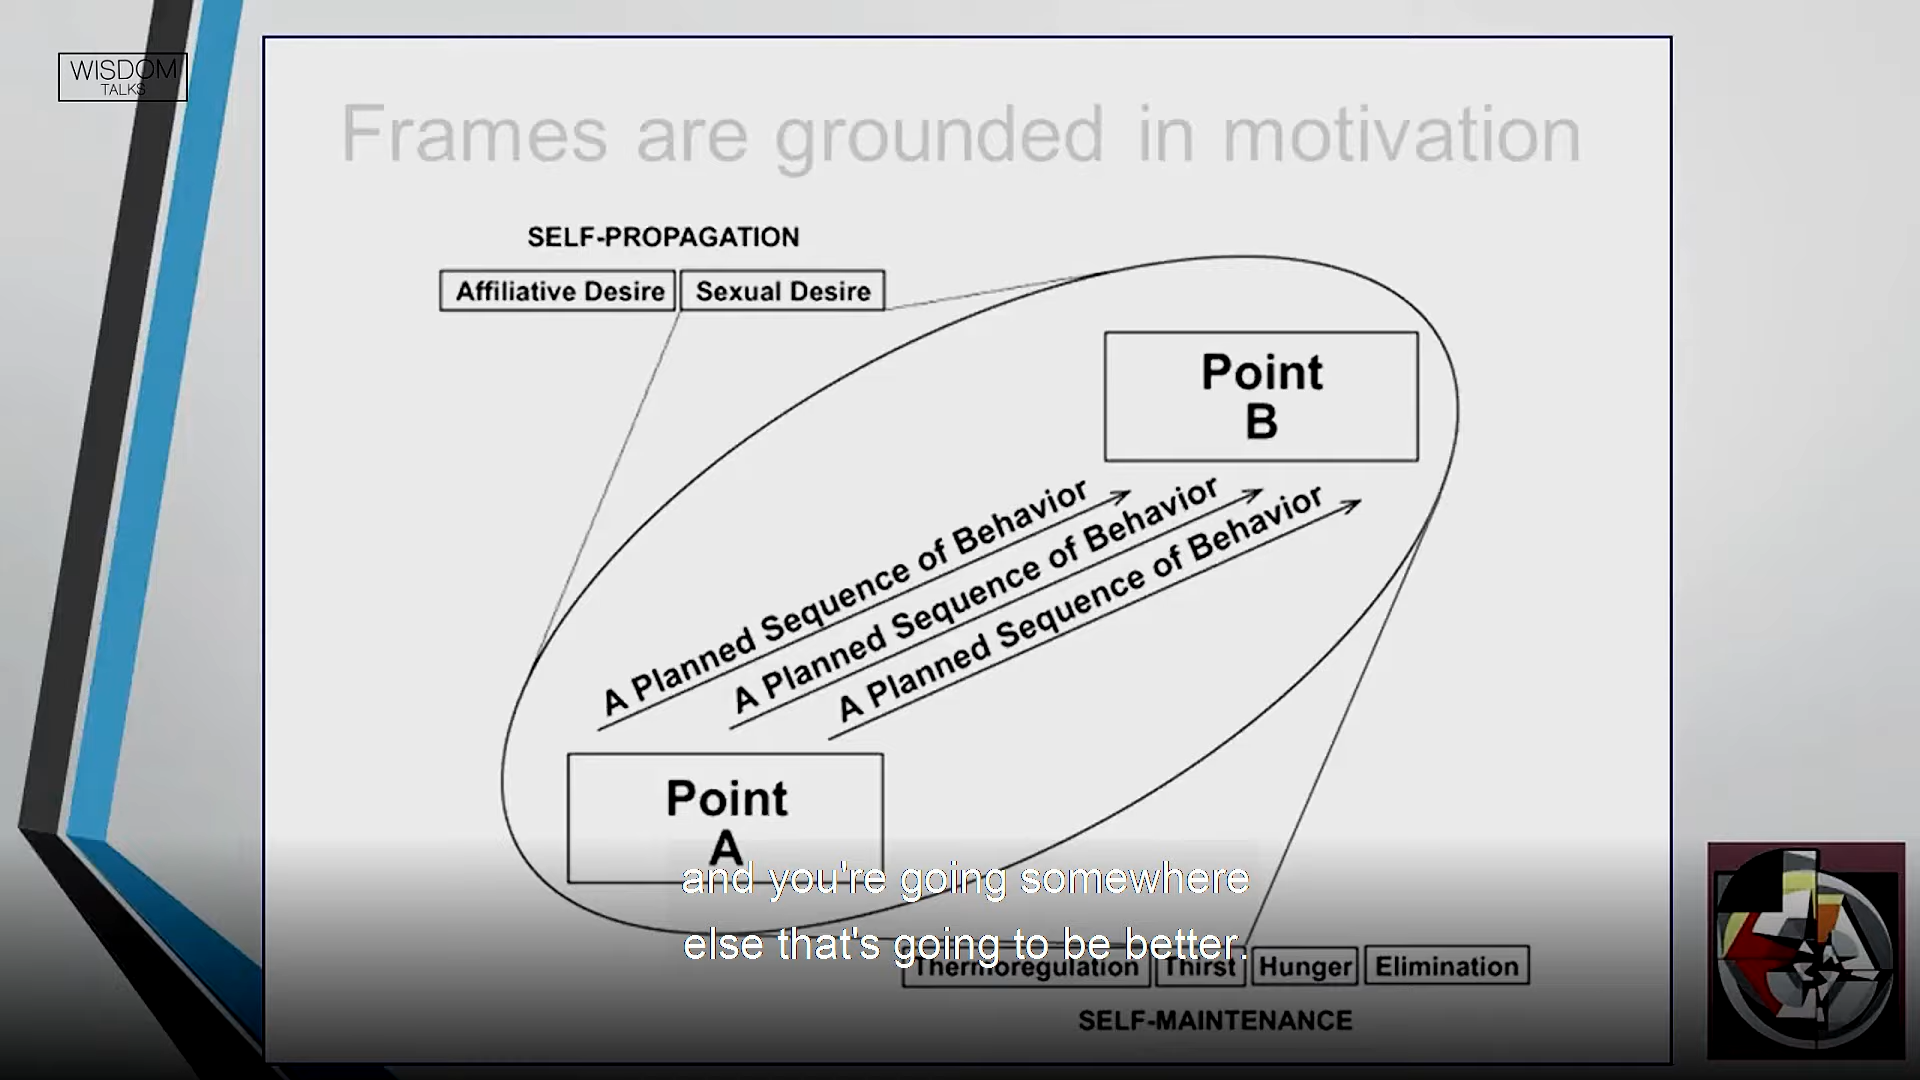 WISDOM
TALKS
Frames are grounded in motivation
SELF-PROPAGATION
Affiliative Desire
Sexual Desire
Point
B
A Planned Sequence of Behavior
A Planned Sequence of Behavior
A Planned Sequence of Behavior
Point
A
and you're going somewhere
else that's going to be better.
Thermoregulation
Thirst
Hunger
Elimination
SELF-MAINTENANCE